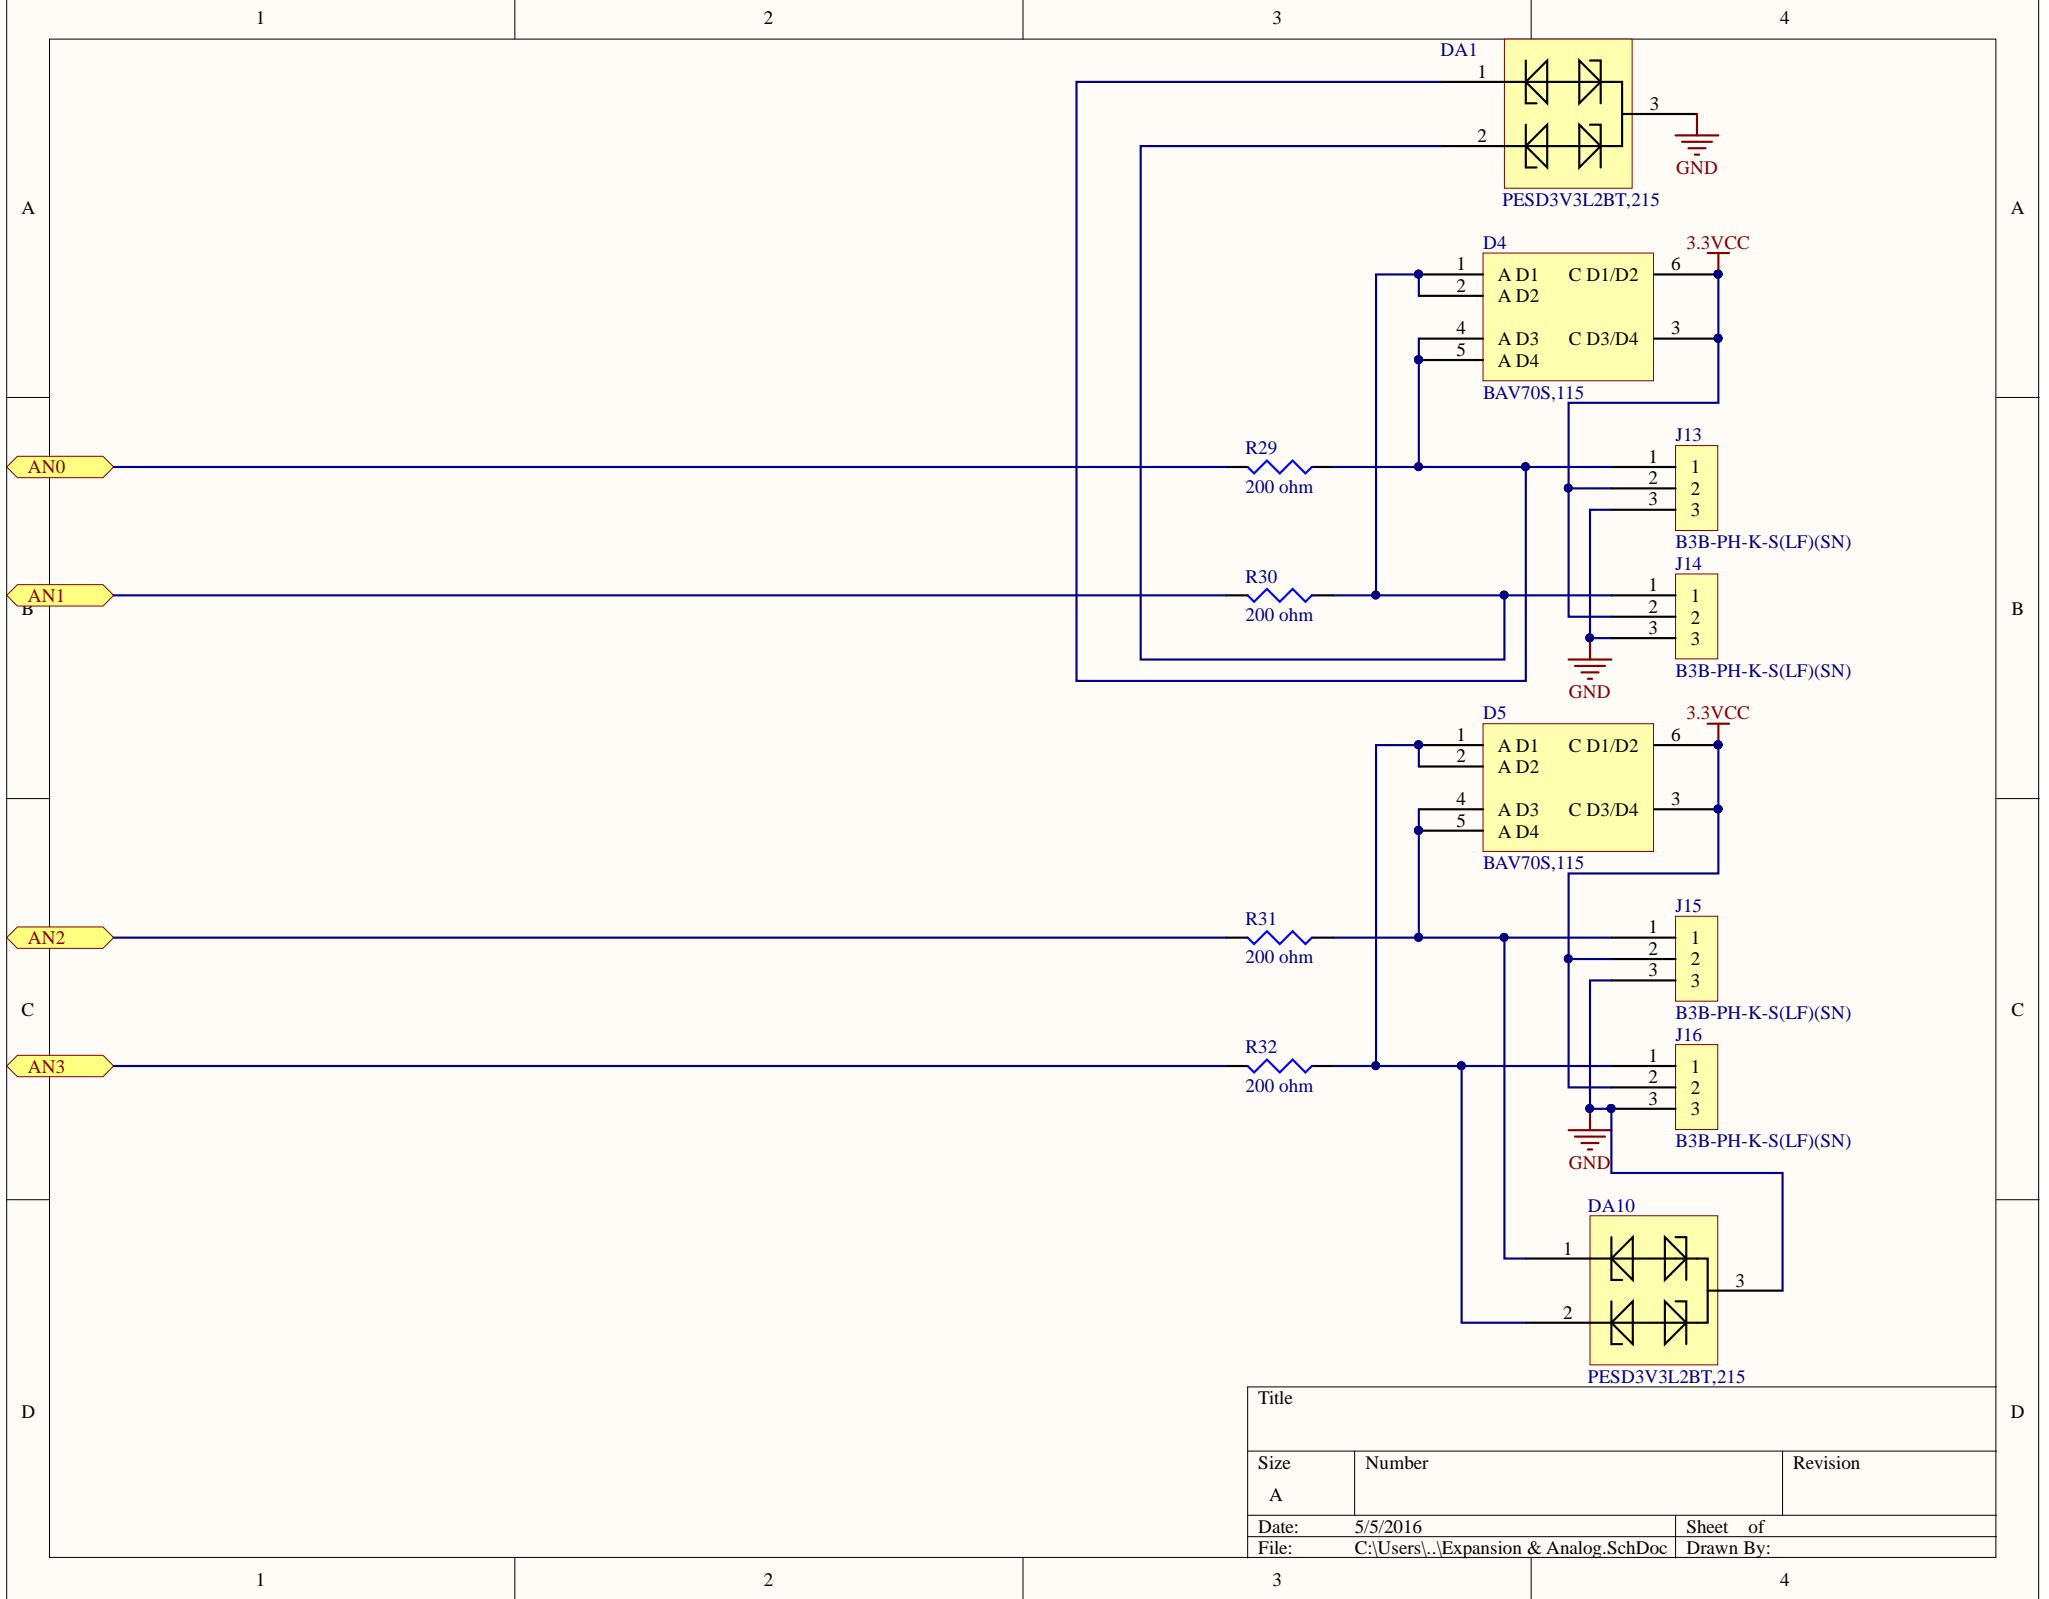 1 2 3 4
DA1
1
2
3
GND
PESD3V3L2BT,215
A
A
D4
3.3VCC
1 A D1 C D1/D2 6
2 A D2
4 A D3 C D3/D4 3
5 A D4
BAV70S,115
AN0
R29
200 ohm
J13
1 1
2 2
3 3
B3B-PH-K-S(LF)(SN)
AN1
B
B
R30
200 ohm
J14
1 1
2 2
3 3
B3B-PH-K-S(LF)(SN)
GND
D5
3.3VCC
1 A D1 C D1/D2 6
2 A D2
4 A D3 C D3/D4 3
5 A D4
BAV70S,115
AN2
R31
200 ohm
J15
1 1
2 2
3 3
B3B-PH-K-S(LF)(SN)
C
C
AN3
R32
200 ohm
J16
1 1
2 2
3 3
B3B-PH-K-S(LF)(SN)
GND
DA10
1
2
3
PESD3V3L2BT,215
D
D
Title
Size Number Revision
A
Date: 5/5/2016 Sheet of
File: C:\Users\..\Expansion & Analog.SchDoc Drawn By:
1 2 3 4